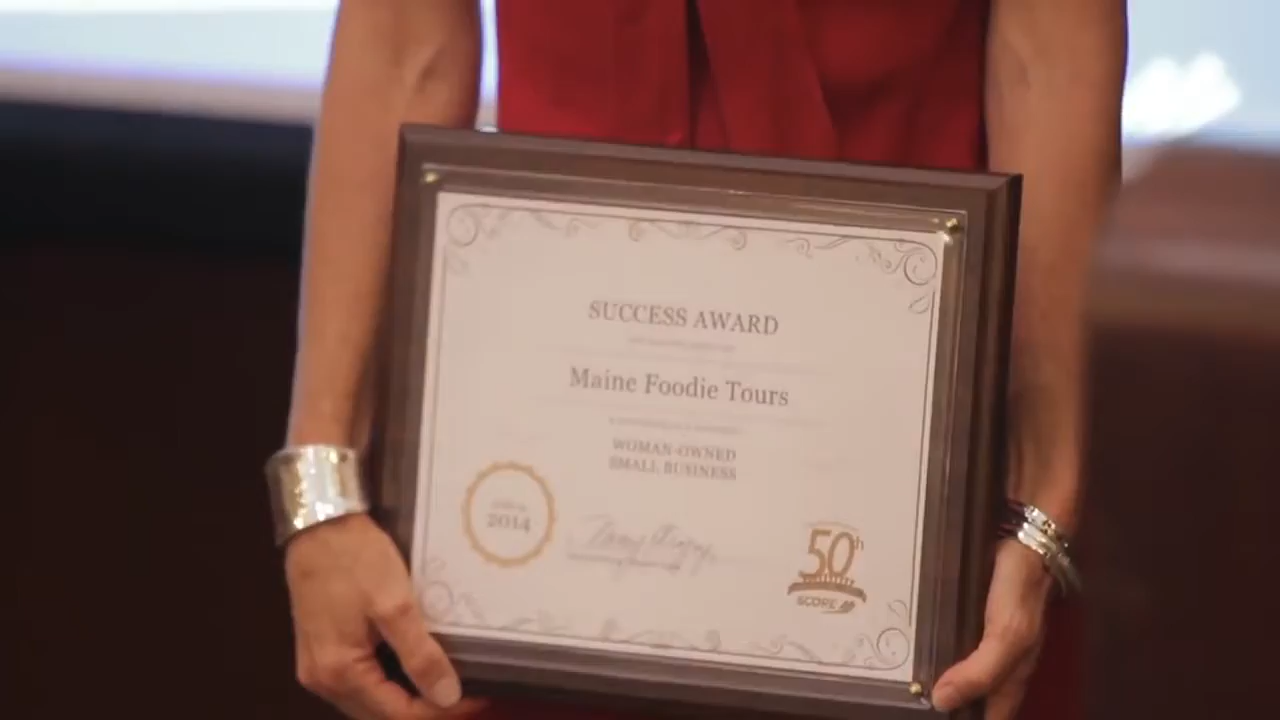 SUCCESS AWARD
Maine Foodie Tours
WOMAN-OWNED
SMALL BUSINESS
2014
50th
SCORE